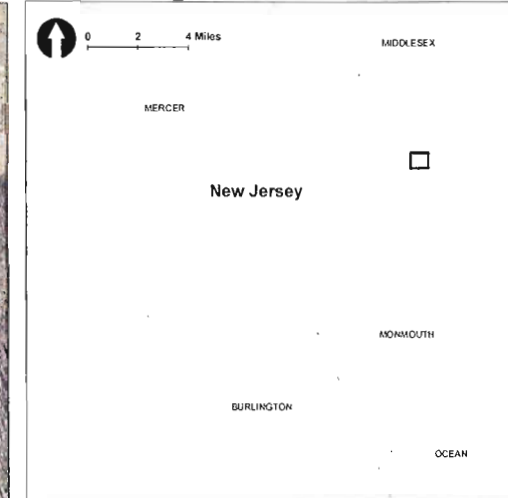 0 2 4 Miles
MIDDLESEX
MERCER
New Jersey
MONMOUTH
BURLINGTON
OCEAN